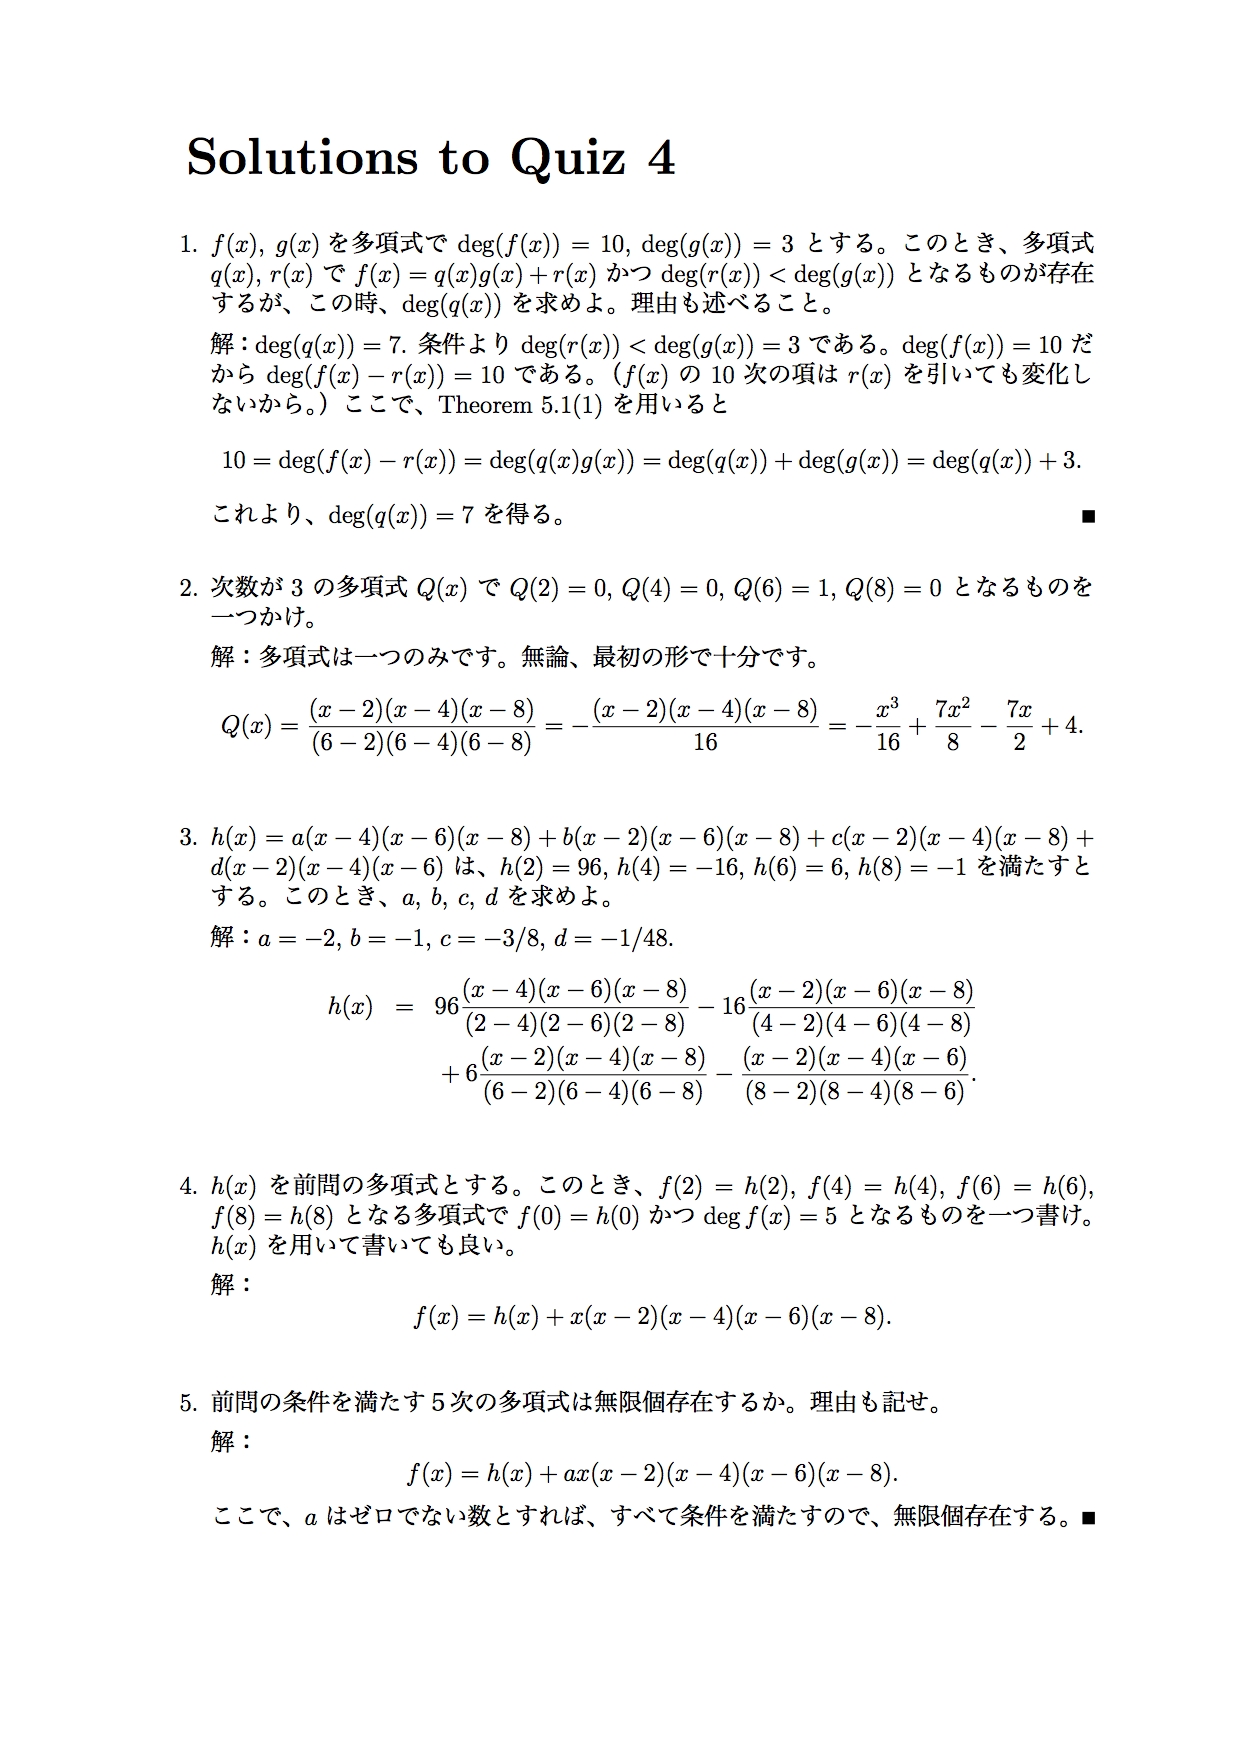 Solutions to Quiz 4
1. f(x), g(x) を多項式で deg(f(x)) = 10, deg(g(x)) = 3 とする。このとき、多項式
q(x), r(x) で f(x) = q(x)g(x) + r(x) かつ deg(r(x)) < deg(g(x)) となるものが存在
するが、この時、deg(q(x)) を求めよ。理由も述べること。
解：deg(q(x)) = 7. 条件より deg(r(x)) < deg(g(x)) = 3 である。deg(f(x)) = 10 だ
から deg(f(x) − r(x)) = 10 である。（f(x) の 10 次の項は r(x) を引いても変化し
ないから。）ここで、Theorem 5.1(1) を用いると
10 = deg(f(x) − r(x)) = deg(q(x)g(x)) = deg(q(x)) + deg(g(x)) = deg(q(x)) + 3.
これより、deg(q(x)) = 7 を得る。 ■
2. 次数が 3 の多項式 Q(x) で Q(2) = 0, Q(4) = 0, Q(6) = 1, Q(8) = 0 となるものを
一つかけ。
解：多項式は一つのみです。無論、最初の形で十分です。
Q(x) = (x − 2)(x − 4)(x − 8)/(6 − 2)(6 − 4)(6 − 8) = −(x − 2)(x − 4)(x − 8)/16 = −x³/16 + 7x²/8 − 7x/2 + 4.
3. h(x) = a(x − 4)(x − 6)(x − 8) + b(x − 2)(x − 6)(x − 8) + c(x − 2)(x − 4)(x − 8) +
d(x − 2)(x − 4)(x − 6) は、h(2) = 96, h(4) = −16, h(6) = 6, h(8) = −1 を満たすと
する。このとき、a, b, c, d を求めよ。
解：a = −2, b = −1, c = −3/8, d = −1/48.
h(x) = 96(x − 4)(x − 6)(x − 8)/(2 − 4)(2 − 6)(2 − 8) − 16(x − 2)(x − 6)(x − 8)/(4 − 2)(4 − 6)(4 − 8)
+ 6(x − 2)(x − 4)(x − 8)/(6 − 2)(6 − 4)(6 − 8) − (x − 2)(x − 4)(x − 6)/(8 − 2)(8 − 4)(8 − 6).
4. h(x) を前問の多項式とする。このとき、f(2) = h(2), f(4) = h(4), f(6) = h(6),
f(8) = h(8) となる多項式で f(0) = h(0) かつ deg f(x) = 5 となるものを一つ書け。
h(x) を用いて書いても良い。
解：
f(x) = h(x) + x(x − 2)(x − 4)(x − 6)(x − 8).
5. 前問の条件を満たす５次の多項式は無限個存在するか。理由も記せ。
解：
f(x) = h(x) + ax(x − 2)(x − 4)(x − 6)(x − 8).
ここで、a はゼロでない数とすれば、すべて条件を満たすので、無限個存在する。■